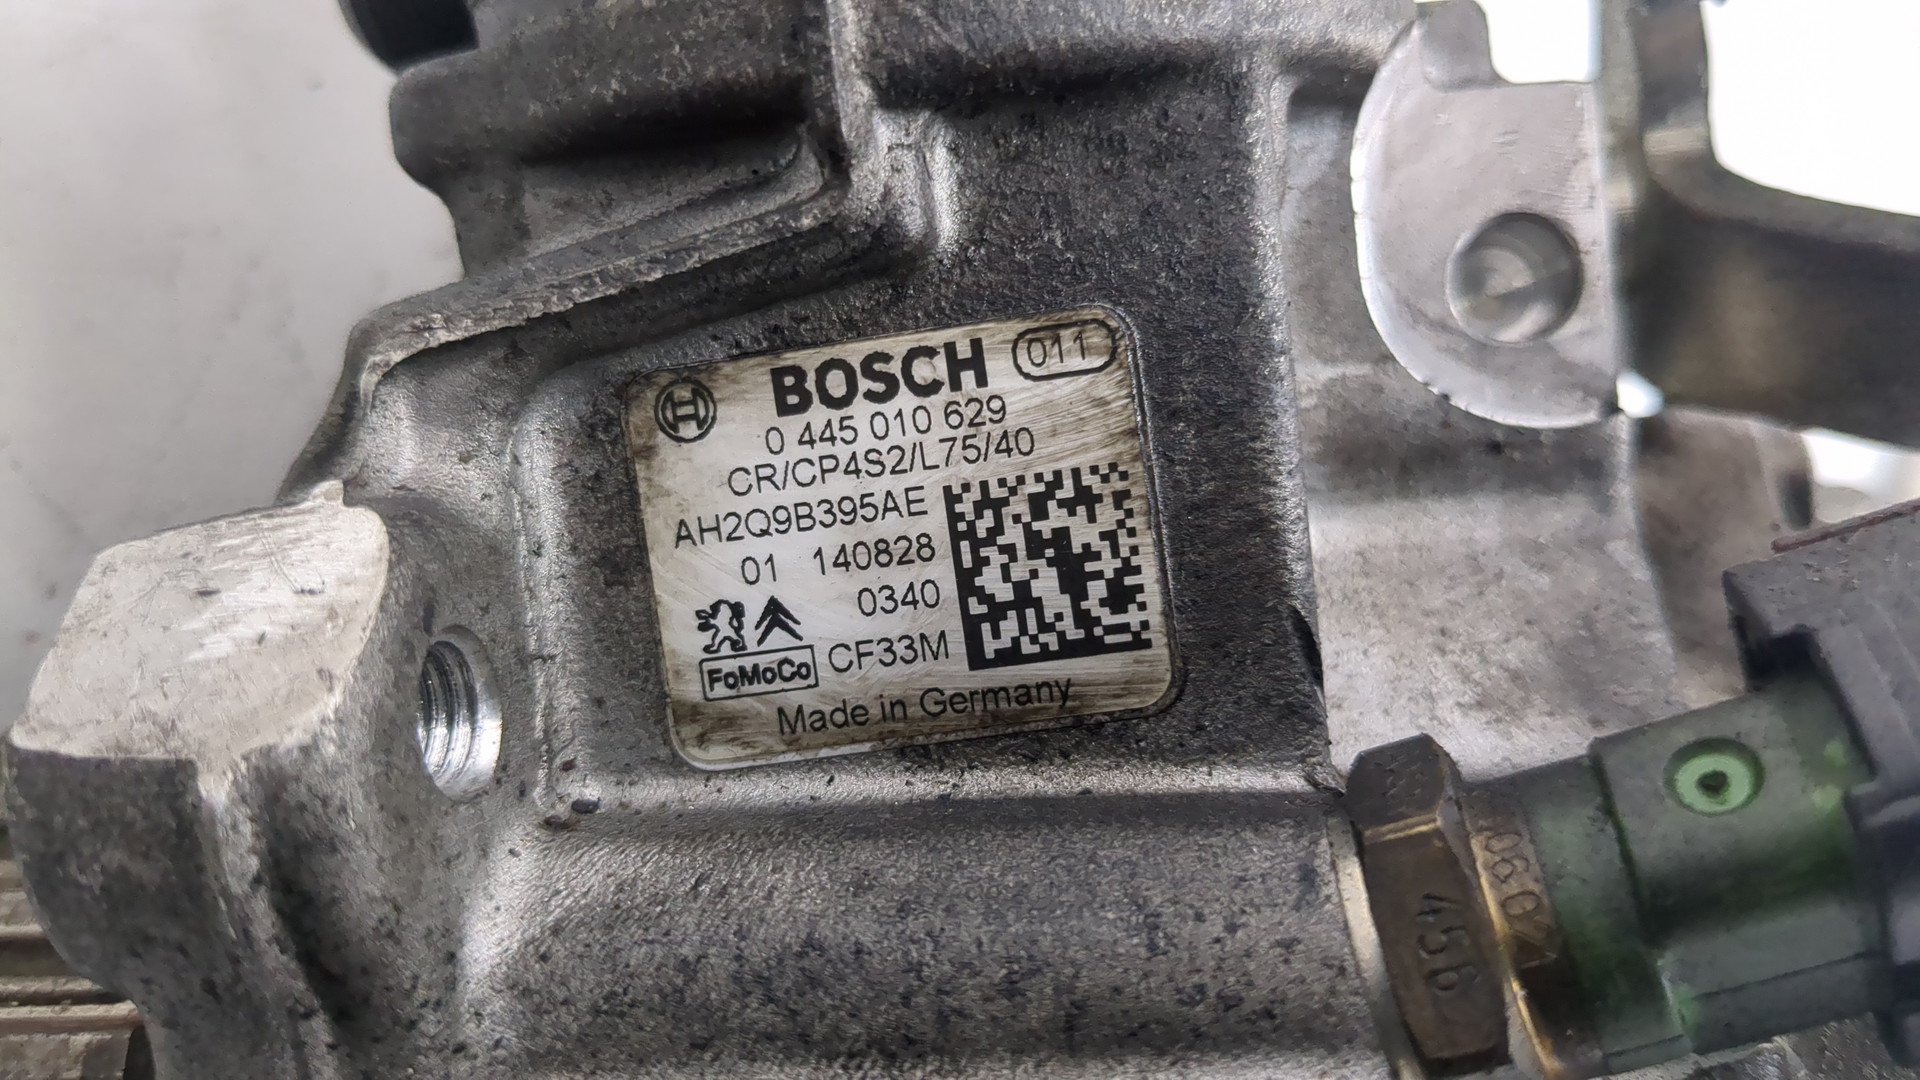 BOSCH 011
0 445 010 629
CR/CP4S2/L75/40
AH2Q9B395AE
01 140828
0340
FoMoCo CF33M
Made in Germany
456